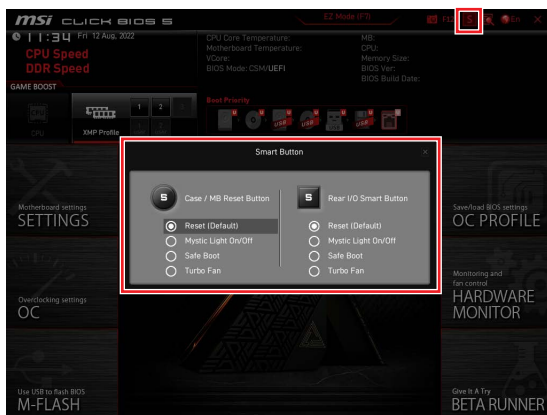 msi CLICK BIOS 5
EZ Mode (F7)
F12
S
En
X
11:34 Fri 12 Aug, 2022
CPU Speed
DDR Speed
CPU Core Temperature:
Motherboard Temperature:
VCore:
BIOS Mode: CSM/UEFI
MB:
CPU:
Memory Size:
BIOS Ver:
BIOS Build Date:
GAME BOOST
CPU
XMP Profile
1 2
Boot Priority
U U U U U U
USB USB USB
Smart Button
S Case / MB Reset Button
Reset (Default)
Mystic Light On/Off
Safe Boot
Turbo Fan
S Rear I/O Smart Button
Reset (Default)
Mystic Light On/Off
Safe Boot
Turbo Fan
Motherboard settings
SETTINGS
Overclocking settings
OC
Use USB to flash BIOS
M-FLASH
Save/load BIOS settings
OC PROFILE
Monitoring and
fan control
HARDWARE
MONITOR
Give It A Try
BETA RUNNER